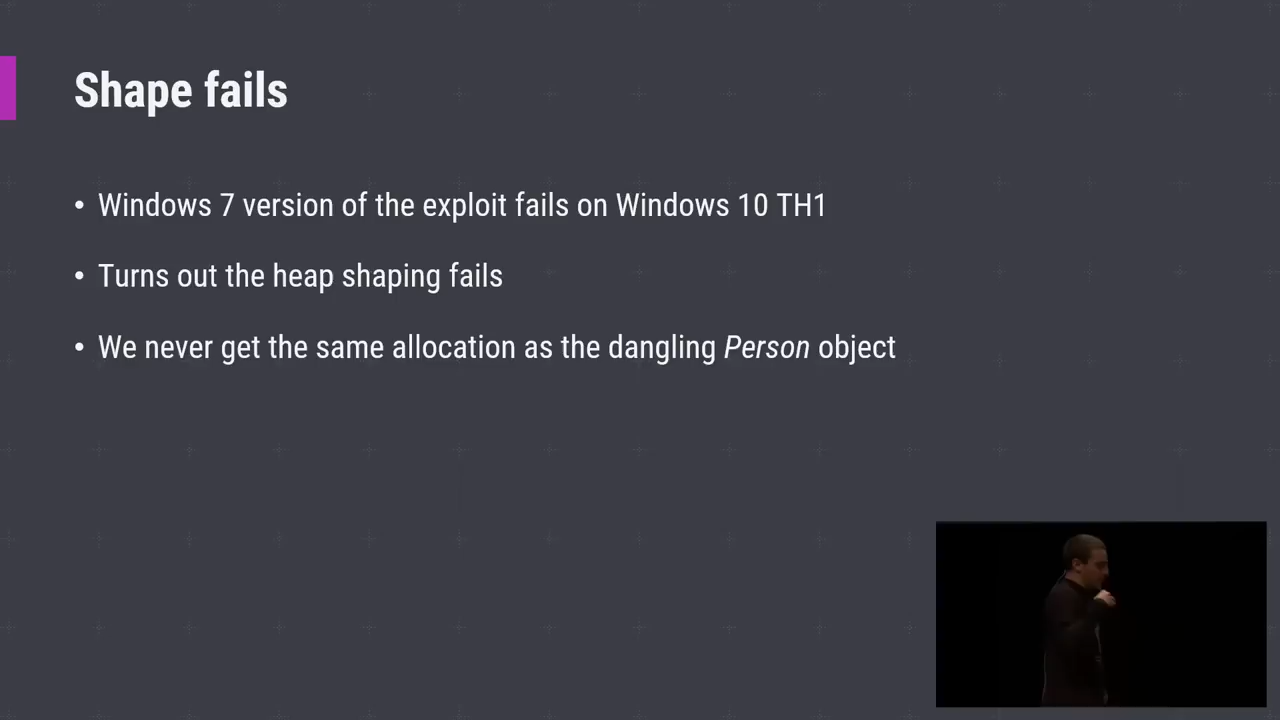 Shape fails
• Windows 7 version of the exploit fails on Windows 10 TH1
• Turns out the heap shaping fails
• We never get the same allocation as the dangling Person object